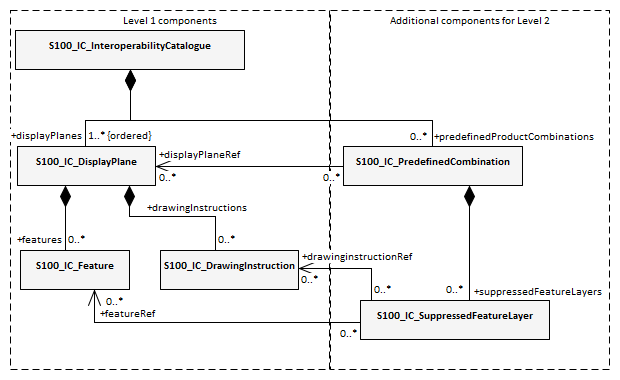 Level 1 components
Additional components for Level 2
S100_IC_InteroperabilityCatalogue
+displayPlanes
1..* {ordered}
0..*
+predefinedProductCombinations
S100_IC_DisplayPlane
+displayPlaneRef
0..*
0..*
S100_IC_PredefinedCombination
+drawingInstructions
+features
0..*
0..*
S100_IC_Feature
S100_IC_DrawingInstruction
+drawinginstructionRef
0..*
0..*
0..*
+suppressedFeatureLayers
0..*
+featureRef
0..*
S100_IC_SuppressedFeatureLayer